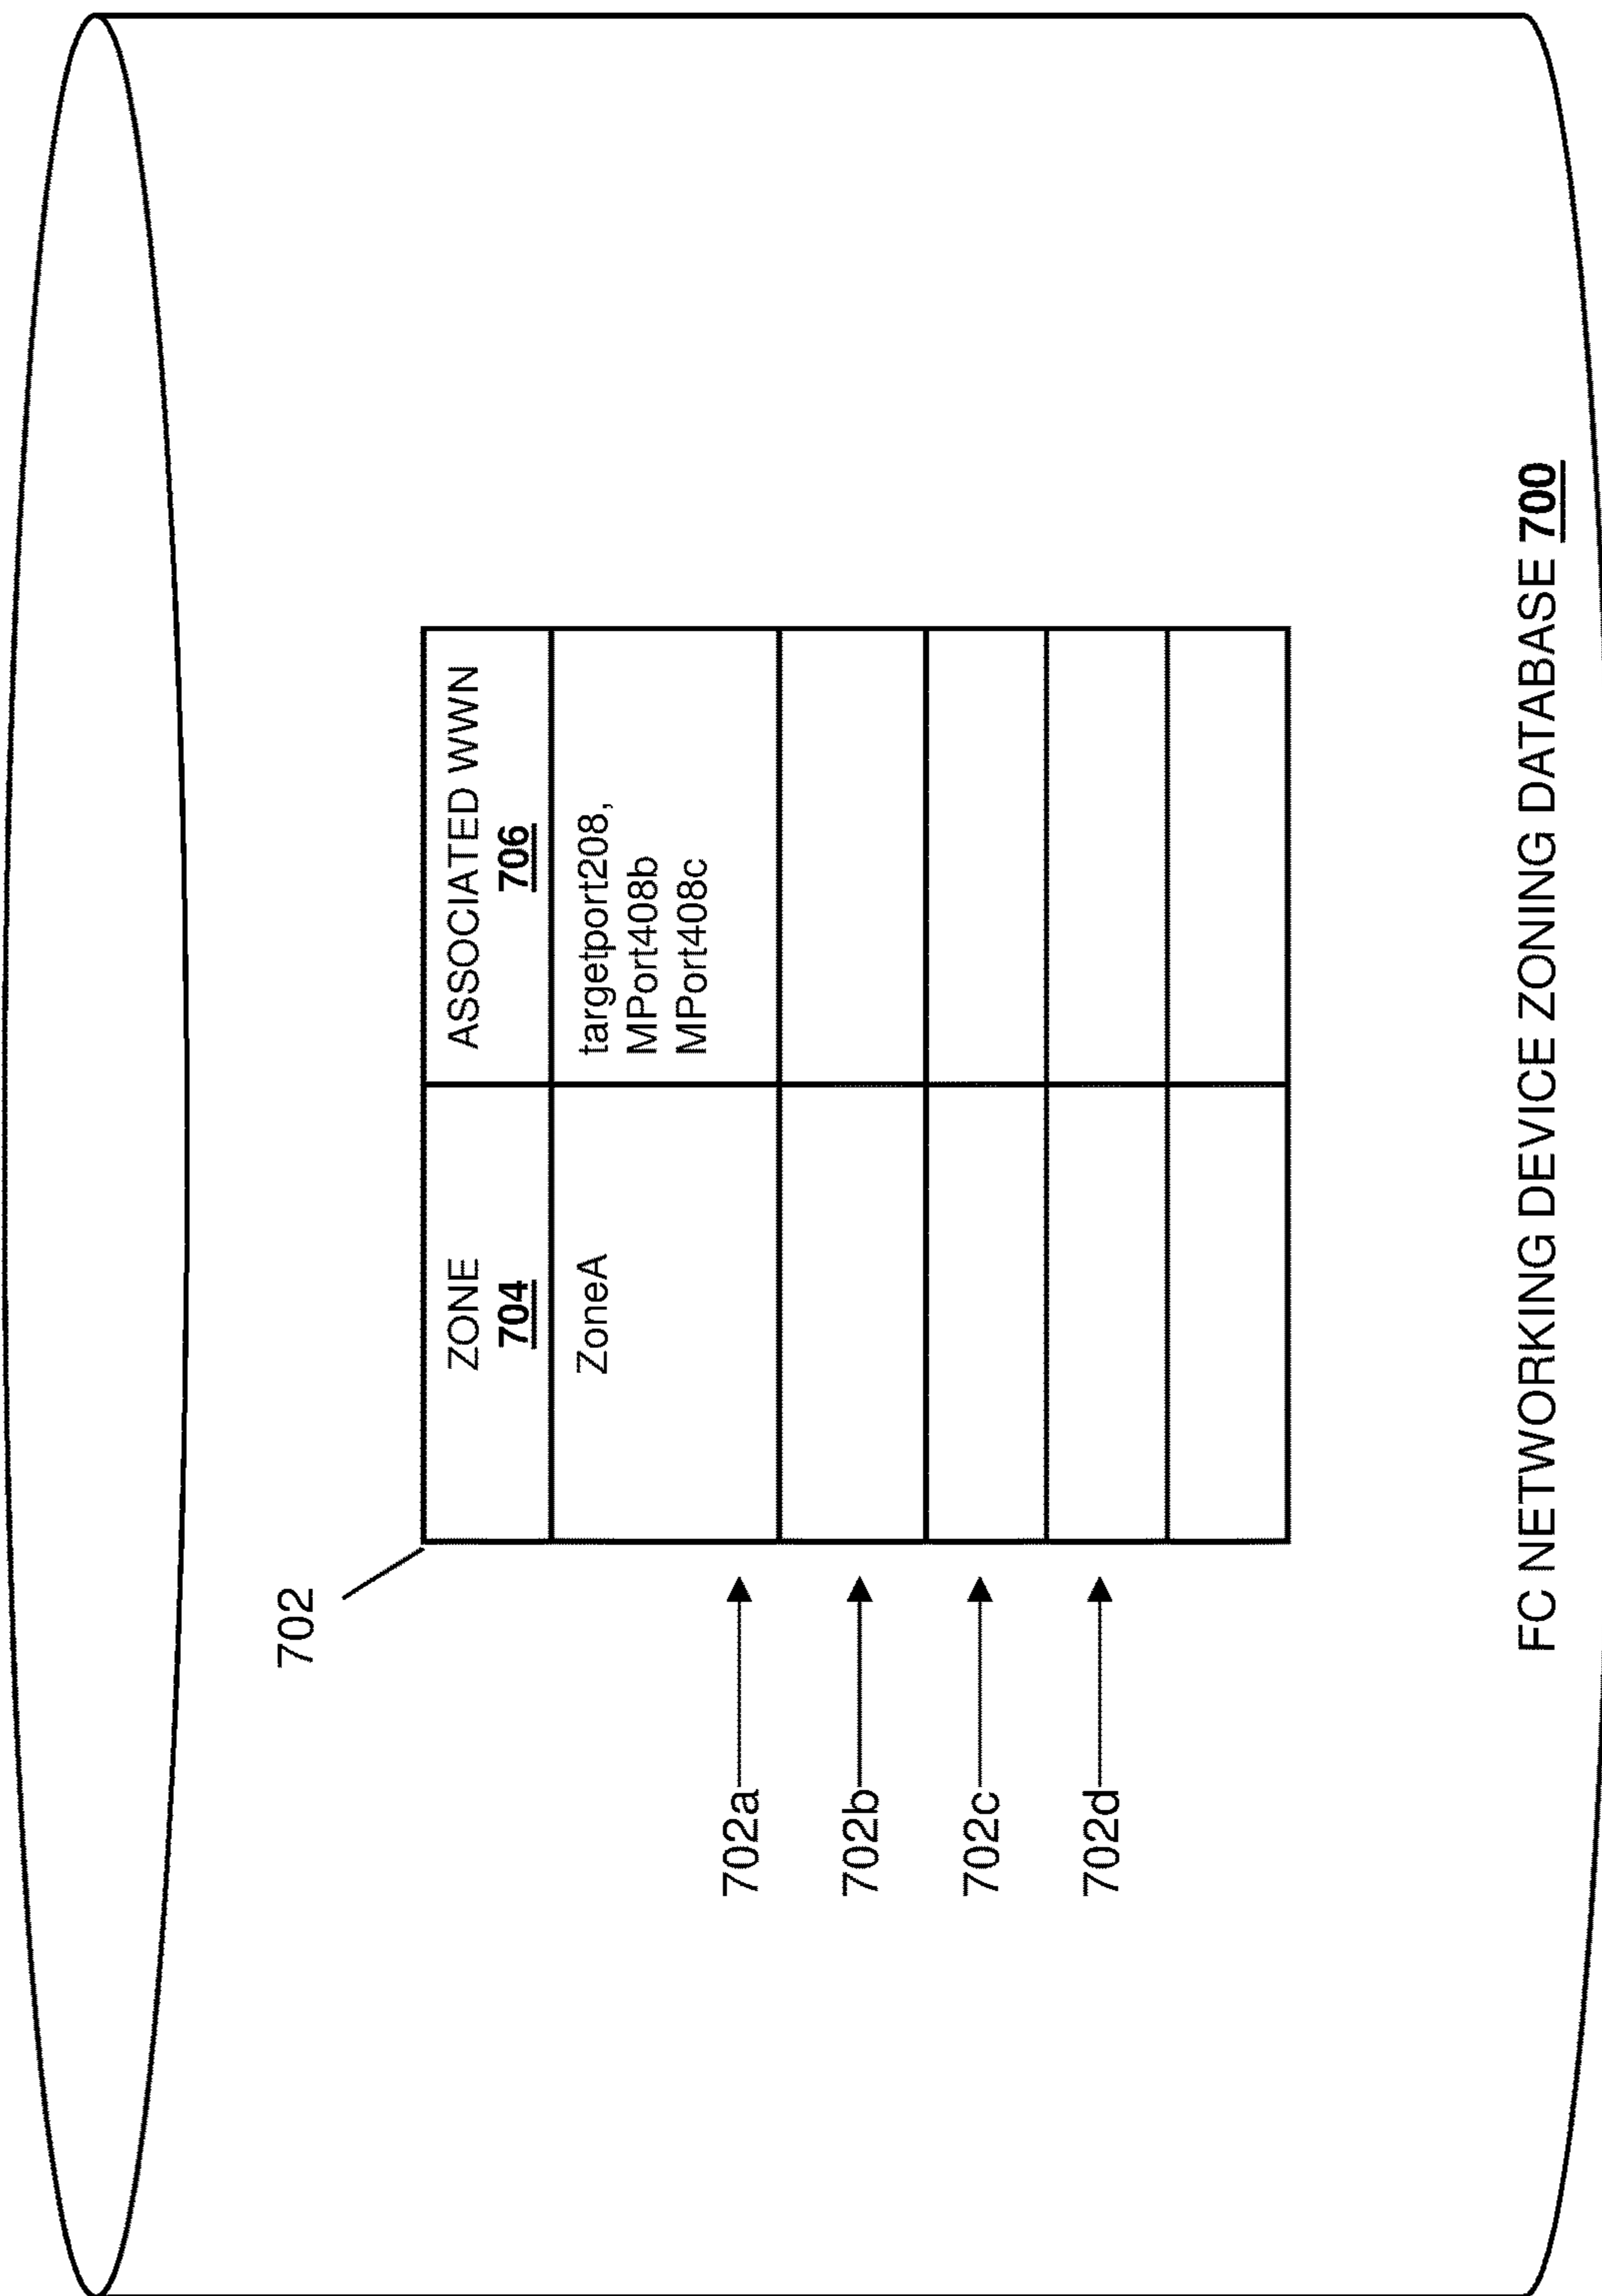 702
ZONE
704
ASSOCIATED WWN
706
ZoneA
targetport208,
MPort408b
MPort408c
702a
702b
702c
702d
FC NETWORKING DEVICE ZONING DATABASE 700